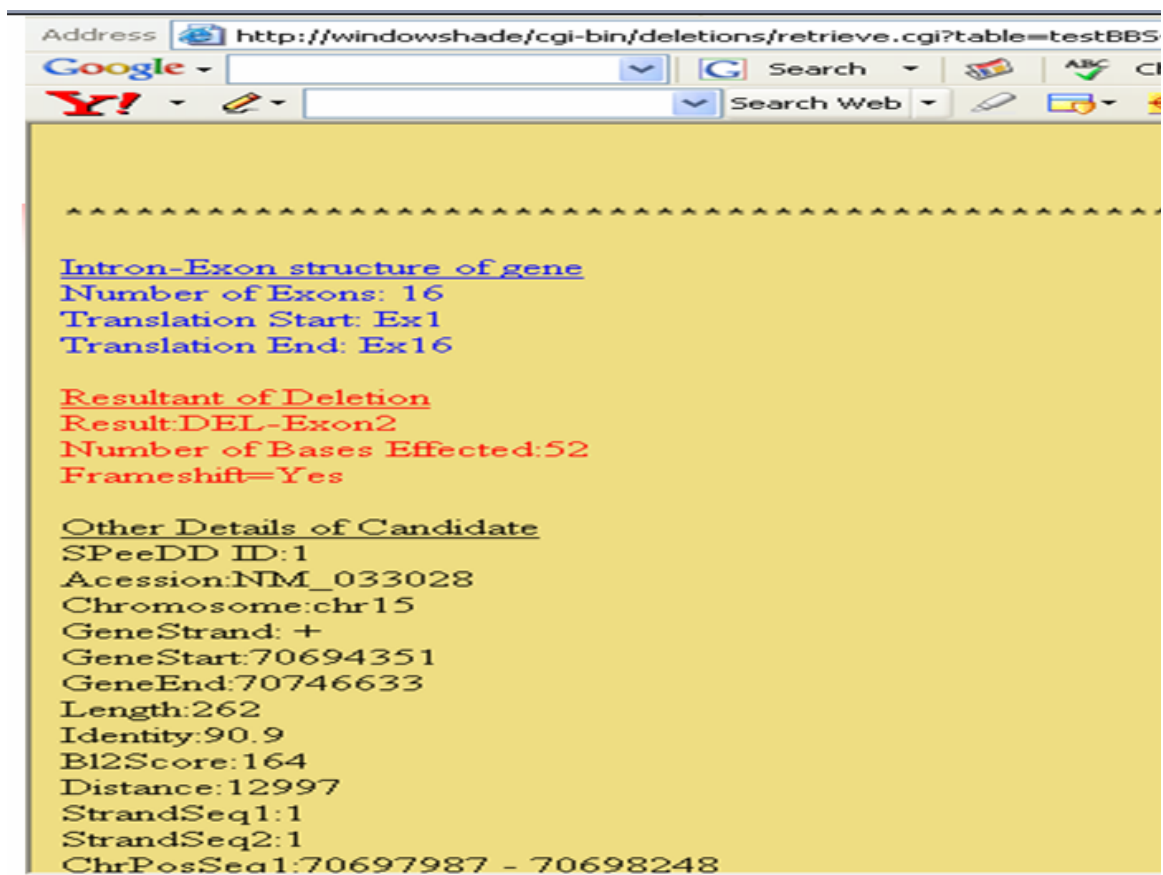 Address http://windowshade/cgi-bin/deletions/retrieve.cgi?table=testBBS
Google Search ABC
Y! Search Web
^^^^^^^^^^^^^^^^^^^^^^^^^^^^^^^^^^^^^^^^^^^^^^^
Intron-Exon structure of gene
Number of Exons: 16
Translation Start: Ex1
Translation End: Ex16
Resultant of Deletion
Result:DEL-Exon2
Number of Bases Effected:52
Frameshift=Yes
Other Details of Candidate
SPeeDD ID:1
Acession:NM_033028
Chromosome:chr15
GeneStrand: +
GeneStart:70694351
GeneEnd:70746633
Length:262
Identity:90.9
Bl2Score:164
Distance:12997
StrandSeq1:1
StrandSeq2:1
ChrPosSeq1:70697987 - 70698248